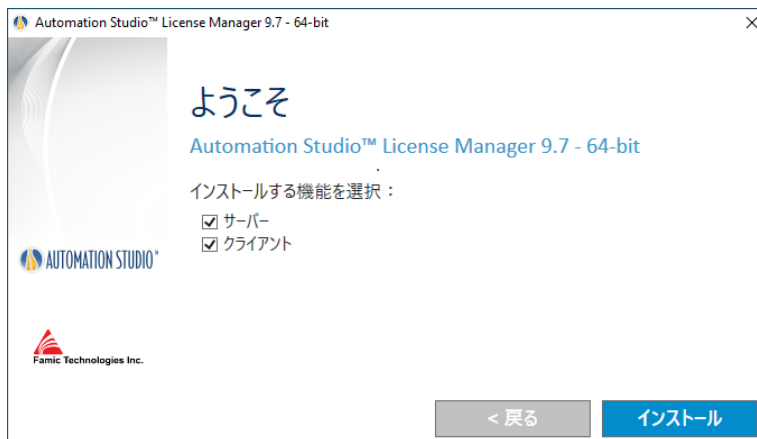 Automation Studio™ License Manager 9.7 - 64-bit
ようこそ
Automation Studio™ License Manager 9.7 - 64-bit
インストールする機能を選択：
サーバー
クライアント
AUTOMATION STUDIO™
Famic Technologies Inc.
< 戻る
インストール